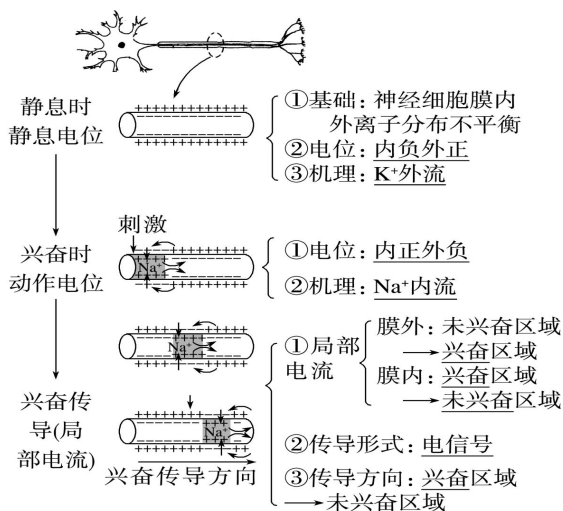 静息时
静息电位
①基础：神经细胞膜内
外离子分布不平衡
②电位：内负外正
③机理：K⁺外流
刺激
兴奋时
动作电位
Na⁺
①电位：内正外负
②机理：Na⁺内流
Na⁺
①局部
电流
膜外：未兴奋区域
→兴奋区域
膜内：兴奋区域
→未兴奋区域
兴奋传
导(局
部电流)
Na⁺
兴奋传导方向
②传导形式：电信号
③传导方向：兴奋区域
→未兴奋区域